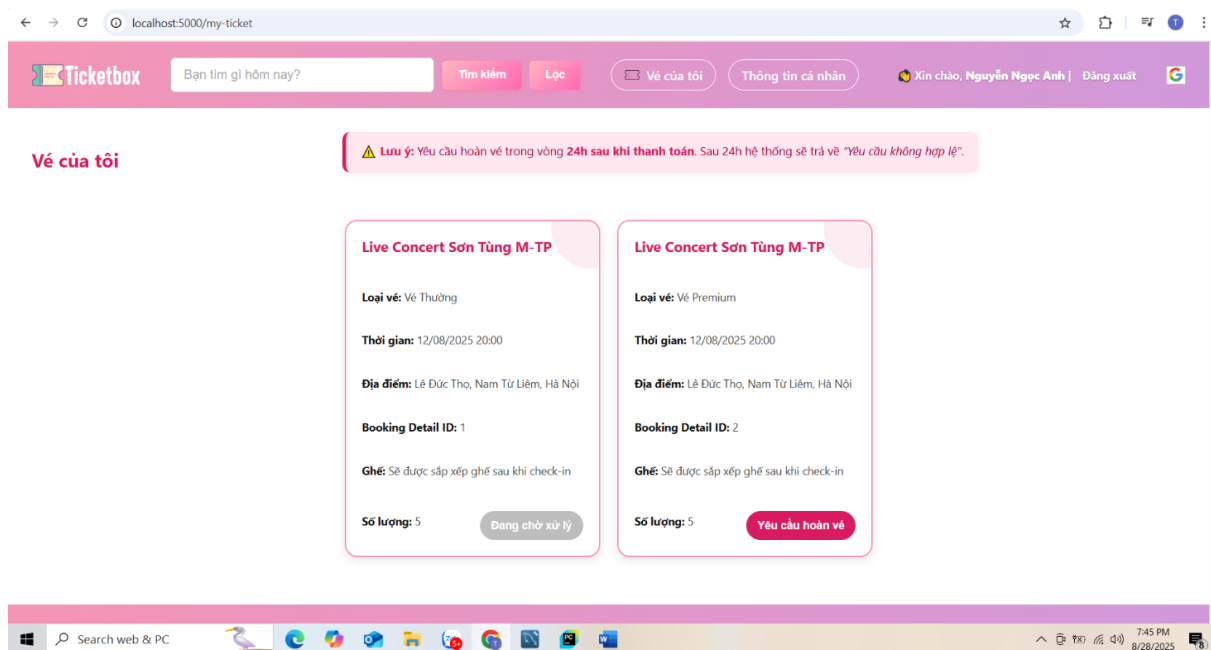 localhost:5000/my-ticket
T
Ticketbox
Bạn tìm gì hôm nay?
Tìm kiếm
Lọc
Vé của tôi
Thông tin cá nhân
Xin chào, Nguyễn Ngọc Anh |
Đăng xuất
G
Vé của tôi
⚠ Lưu ý: Yêu cầu hoàn vé trong vòng 24h sau khi thanh toán. Sau 24h hệ thống sẽ trả về "Yêu cầu không hợp lệ".
Live Concert Sơn Tùng M-TP
Loại vé: Vé Thường
Thời gian: 12/08/2025 20:00
Địa điểm: Lê Đức Thọ, Nam Từ Liêm, Hà Nội
Booking Detail ID: 1
Ghế: Sẽ được sắp xếp ghế sau khi check-in
Số lượng: 5
Đang chờ xử lý
Live Concert Sơn Tùng M-TP
Loại vé: Vé Premium
Thời gian: 12/08/2025 20:00
Địa điểm: Lê Đức Thọ, Nam Từ Liêm, Hà Nội
Booking Detail ID: 2
Ghế: Sẽ được sắp xếp ghế sau khi check-in
Số lượng: 5
Yêu cầu hoàn vé
Search web & PC
7:45 PM
8/28/2025